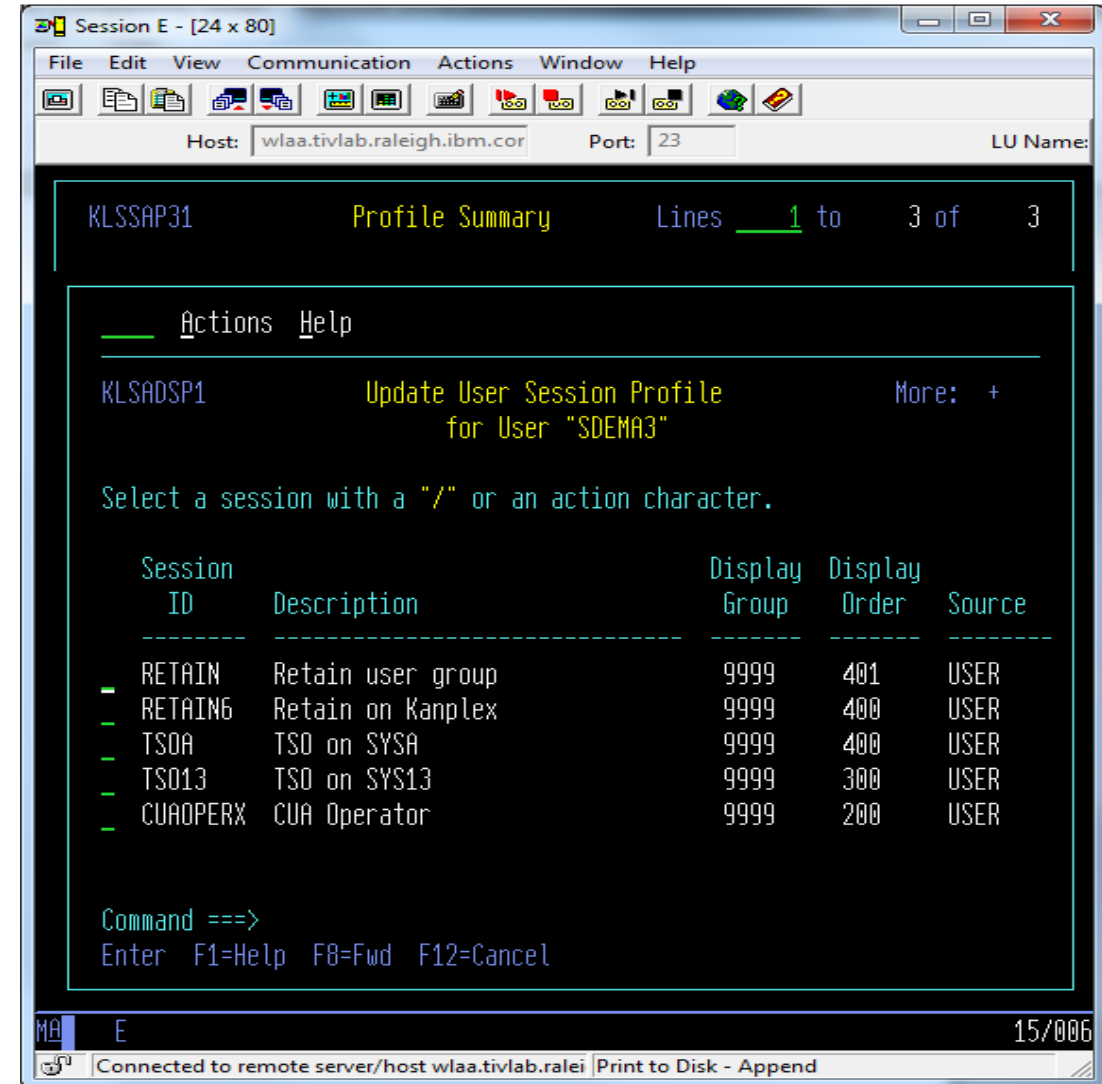 Session E - [24 x 80]
File Edit View Communication Actions Window Help
Host: wlaa.tivlab.raleigh.ibm.cor Port: 23 LU Name:
KLSSAP31 Profile Summary Lines ____1 to 3 of 3
____ Actions Help
KLSADSP1 Update User Session Profile More: +
for User "SDEMA3"
Select a session with a "/" or an action character.
Session Display Display
ID Description Group Order Source
-------- ------------------------------- ------- ------- --------
_ RETAIN Retain user group 9999 401 USER
_ RETAIN6 Retain on Kanplex 9999 400 USER
_ TSOA TSO on SYSA 9999 400 USER
_ TSO13 TSO on SYS13 9999 300 USER
_ CUAOPERX CUA Operator 9999 200 USER
Command ===>
Enter F1=Help F8=Fwd F12=Cancel
MA E 15/006
Connected to remote server/host wlaa.tivlab.ralei Print to Disk - Append